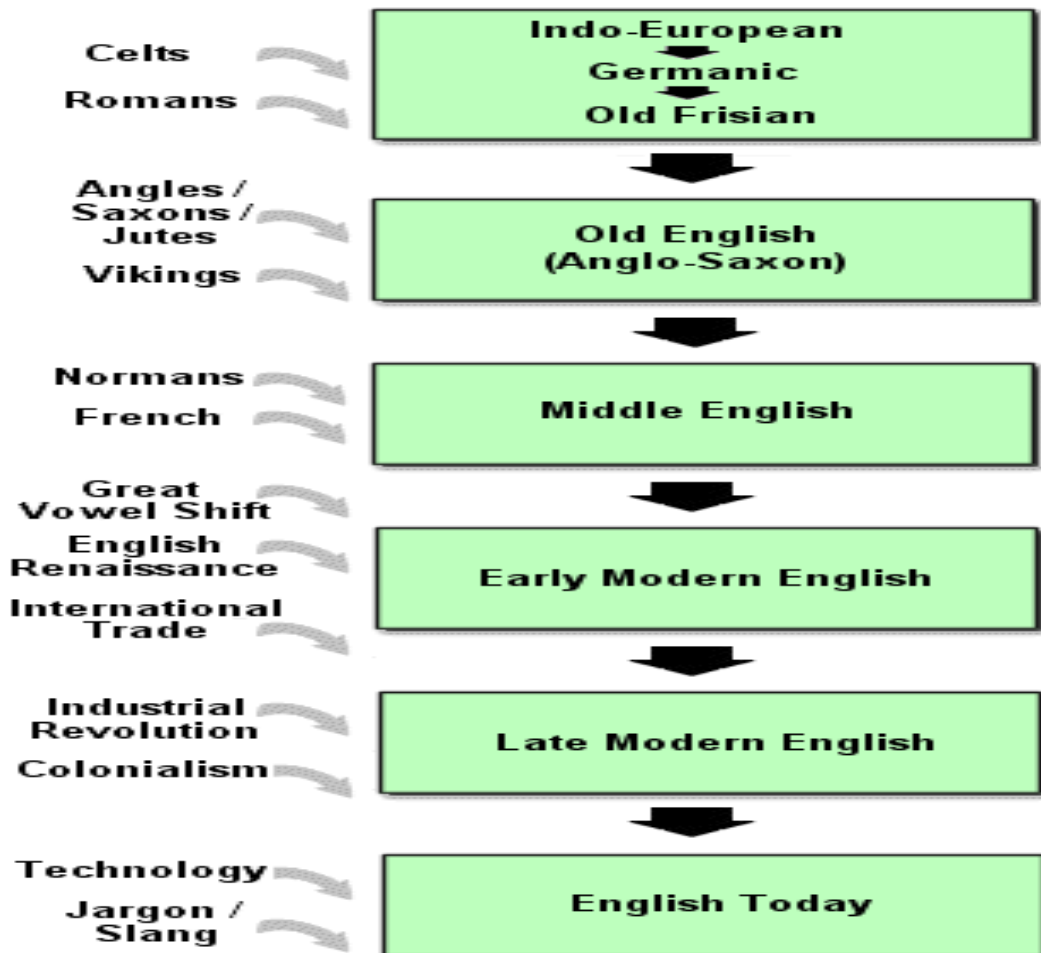 Celts
Romans
Indo-European
Germanic
Old Frisian
Angles /
Saxons /
Jutes
Vikings
Old English
(Anglo-Saxon)
Normans
French
Middle English
Great
Vowel Shift
English
Renaissance
International
Trade
Early Modern English
Industrial
Revolution
Colonialism
Late Modern English
Technology
Jargon /
Slang
English Today